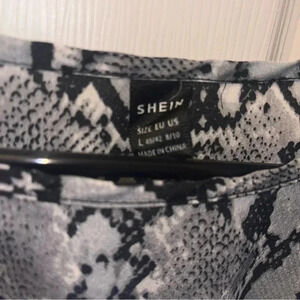 SHEIN
SIZE EU US
L 40/42 8/10
MADE IN CHINA